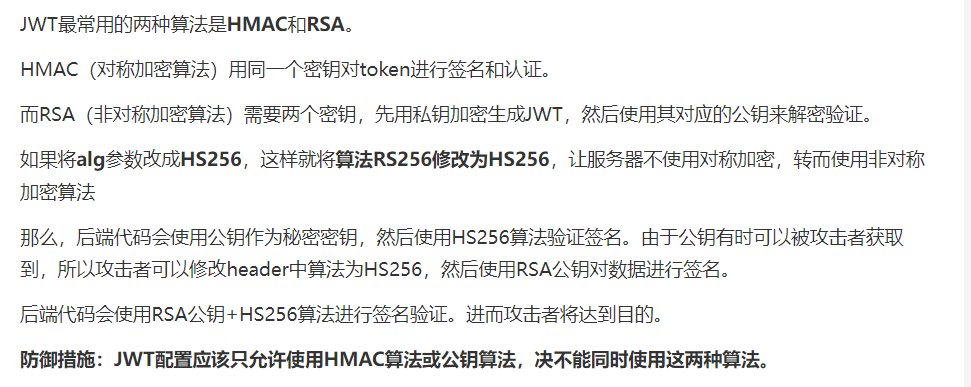 JWT最常用的两种算法是HMAC和RSA。
HMAC（对称加密算法）用同一个密钥对token进行签名和认证。
而RSA（非对称加密算法）需要两个密钥，先用私钥加密生成JWT，然后使用其对应的公钥来解密验证。
如果将alg参数改成HS256，这样就将算法RS256修改为HS256，让服务器不使用对称加密，转而使用非对称
加密算法
那么，后端代码会使用公钥作为秘密密钥，然后使用HS256算法验证签名。由于公钥有时可以被攻击者获取
到，所以攻击者可以修改header中算法为HS256，然后使用RSA公钥对数据进行签名。
后端代码会使用RSA公钥+HS256算法进行签名验证。进而攻击者将达到目的。
防御措施：JWT配置应该只允许使用HMAC算法或公钥算法，决不能同时使用这两种算法。